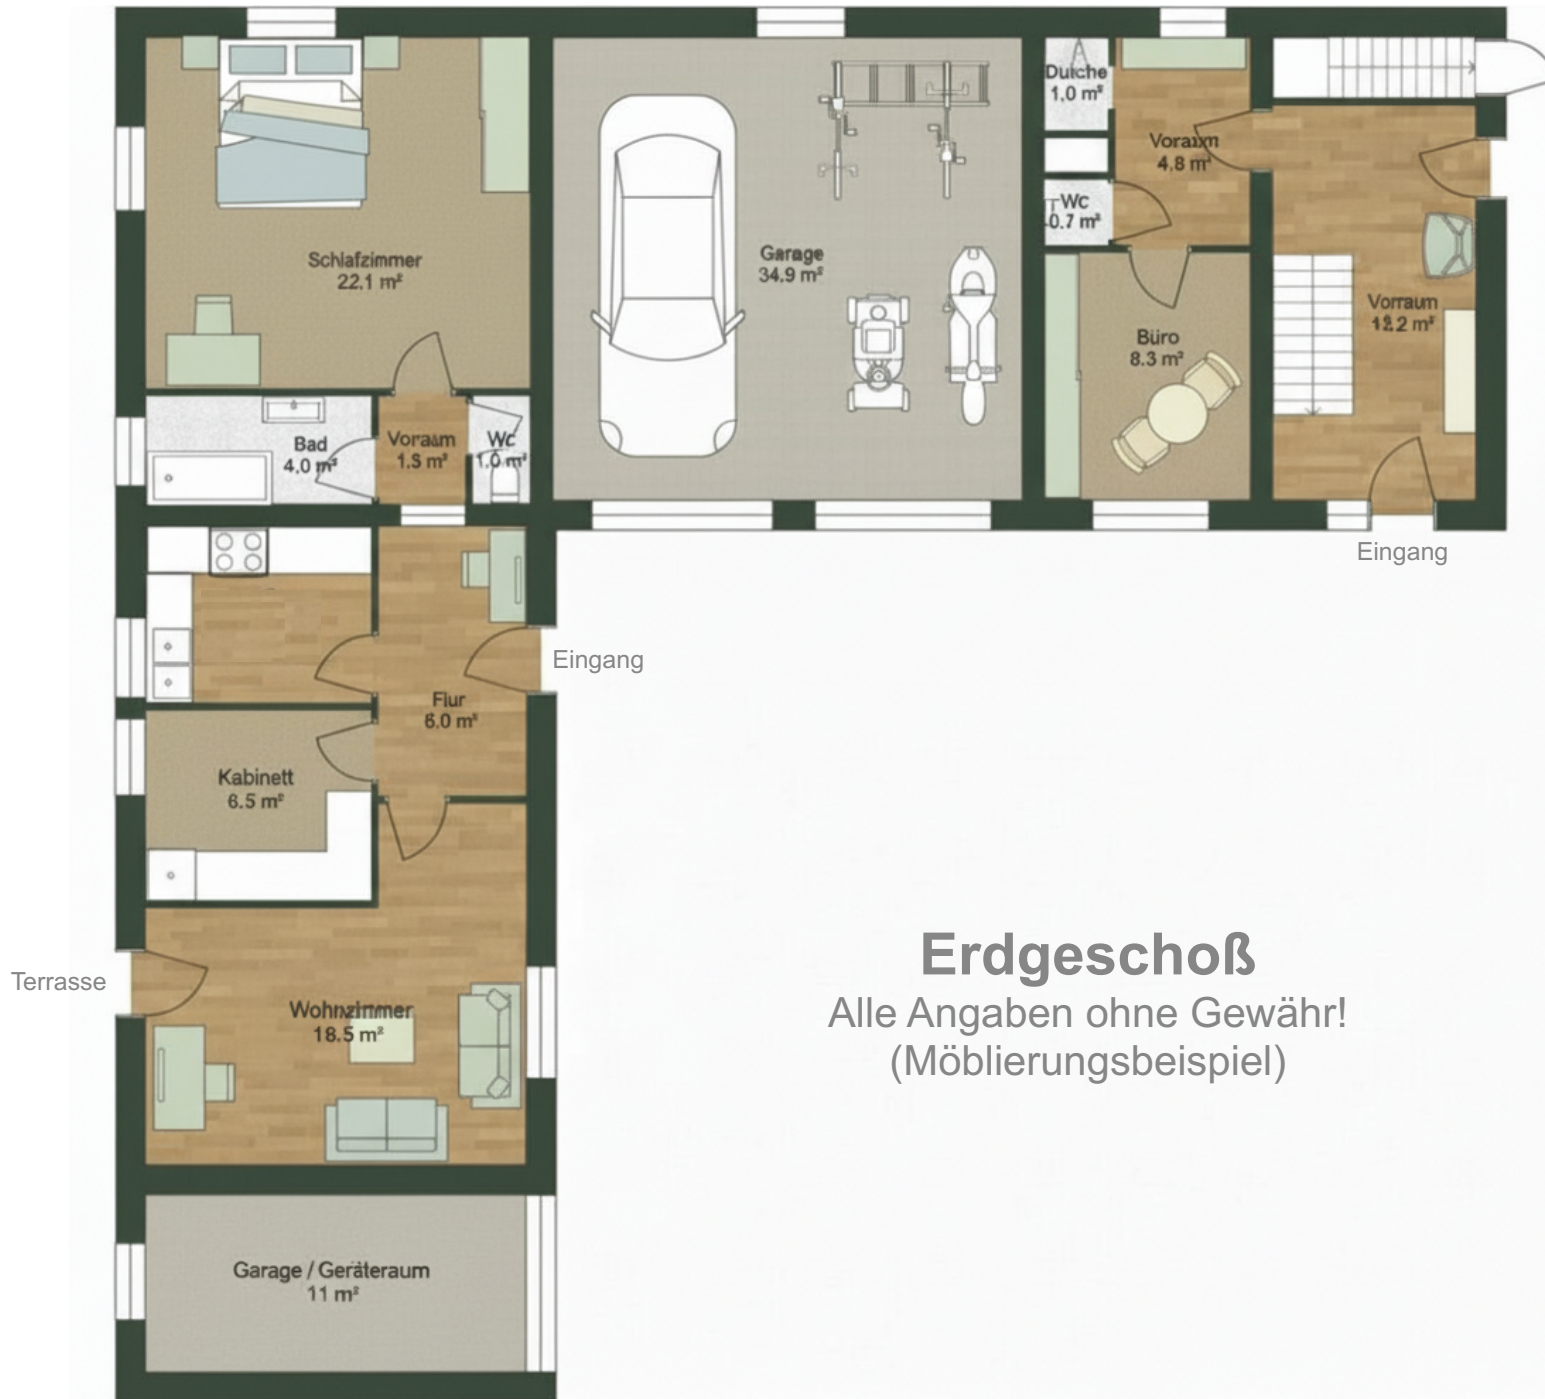 Dulche
1.0 m²
Voraum
4.8 m²
Wc
0.7 m²
Schlafzimmer
22.1 m²
Garage
34.9 m²
Vorraum
Büro
8.3 m²
Bad
4.0 m²
Voraum
Wc
1.0 m²
Eingang
Eingang
Flur
6.0 m²
Kabinett
6.5 m²
Terrasse
Wohnzimmer
18.5 m²
Erdgeschoß
Alle Angaben ohne Gewähr!
(Möblierungsbeispiel)
Garage / Geräteraum
11 m²